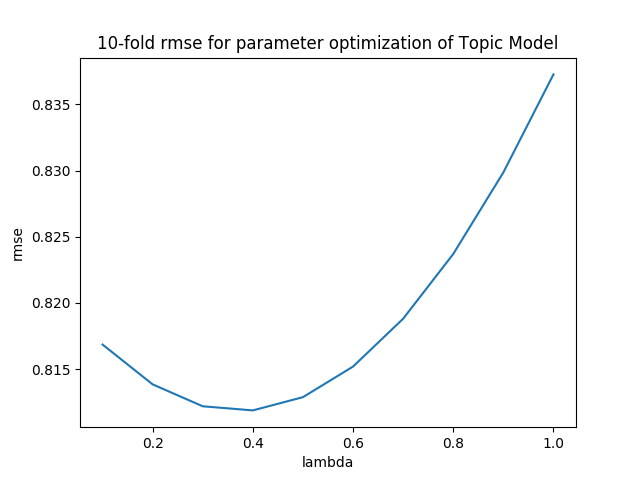 10-fold rmse for parameter optimization of Topic Model
0.835
0.830
0.825
0.820
0.815
rmse
0.2 0.4 0.6 0.8 1.0
lambda